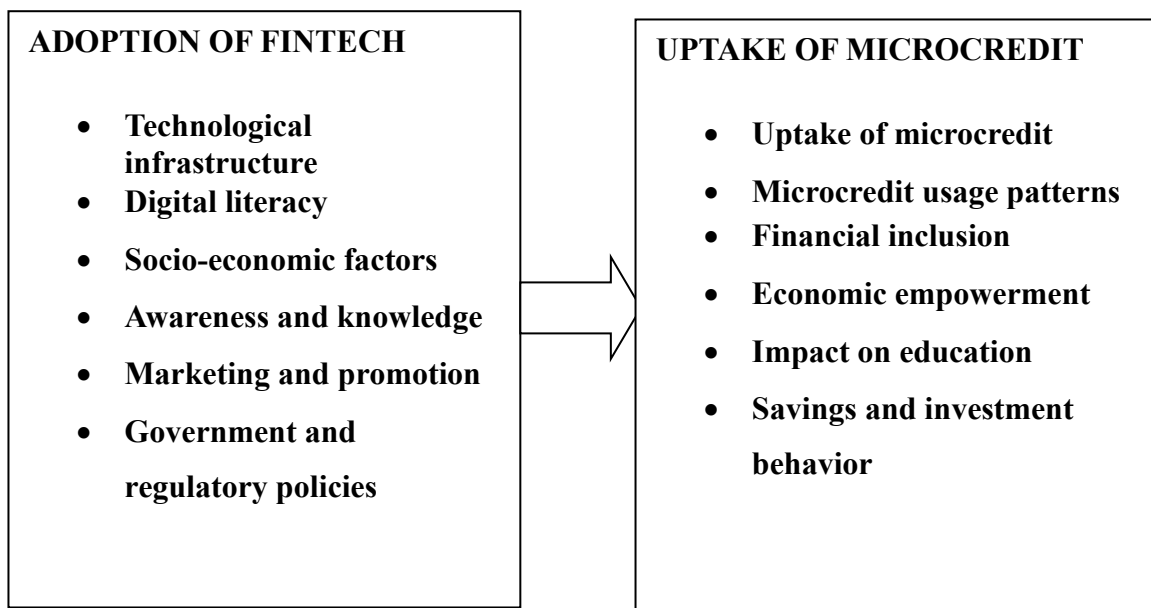 ADOPTION OF FINTECH
• Technological
infrastructure
• Digital literacy
• Socio-economic factors
• Awareness and knowledge
• Marketing and promotion
• Government and
regulatory policies
UPTAKE OF MICROCREDIT
• Uptake of microcredit
• Microcredit usage patterns
• Financial inclusion
• Economic empowerment
• Impact on education
• Savings and investment
behavior